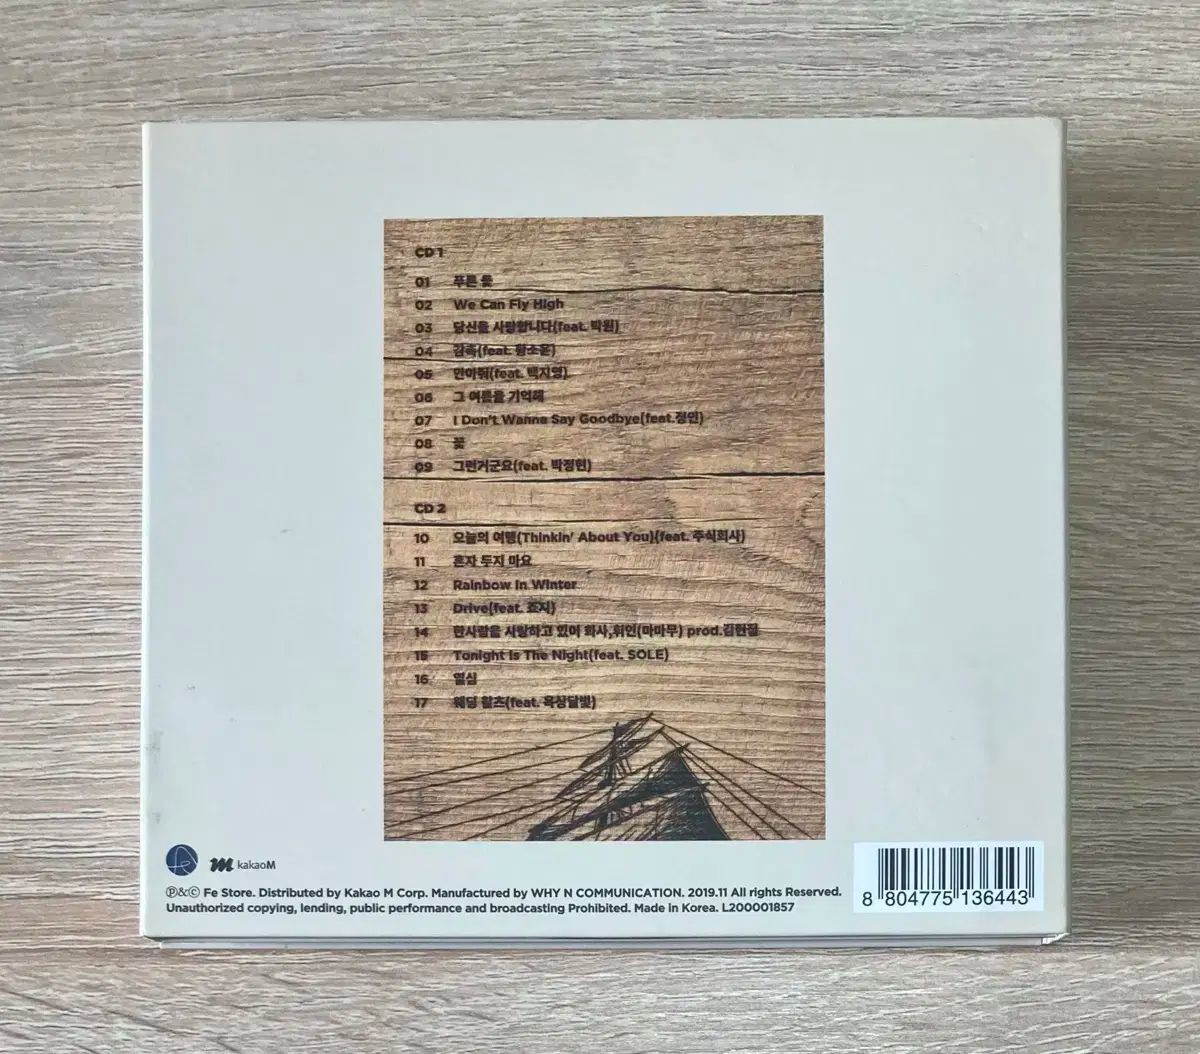 CD 1
01 푸른 돛
02 We Can Fly High
03 당신을 사랑합니다(feat. 박원)
04 감촉(feat. 황소윤)
05 안아줘(feat. 백지영)
06 그 여름을 기억해
07 I Don't Wanna Say Goodbye(feat.정인)
08 꽃
09 그런거군요(feat. 박정현)
CD 2
10 오늘의 여행(Thinkin' About You)(feat. 주식회사)
11 혼자 두지 마요
12 Rainbow In Winter
13 Drive(feat. 죠지)
14 한사람을 사랑하고 있어 화사,휘인(마마무) prod.김현철
15 Tonight Is The Night(feat. SOLE)
16 열심
17 웨딩 왈츠(feat. 옥상달빛)
kakaoM
℗&© Fe Store. Distributed by Kakao M Corp. Manufactured by WHY N COMMUNICATION. 2019.11 All rights Reserved.
Unauthorized copying, lending, public performance and broadcasting Prohibited. Made in Korea. L200001857
8 804775 136443